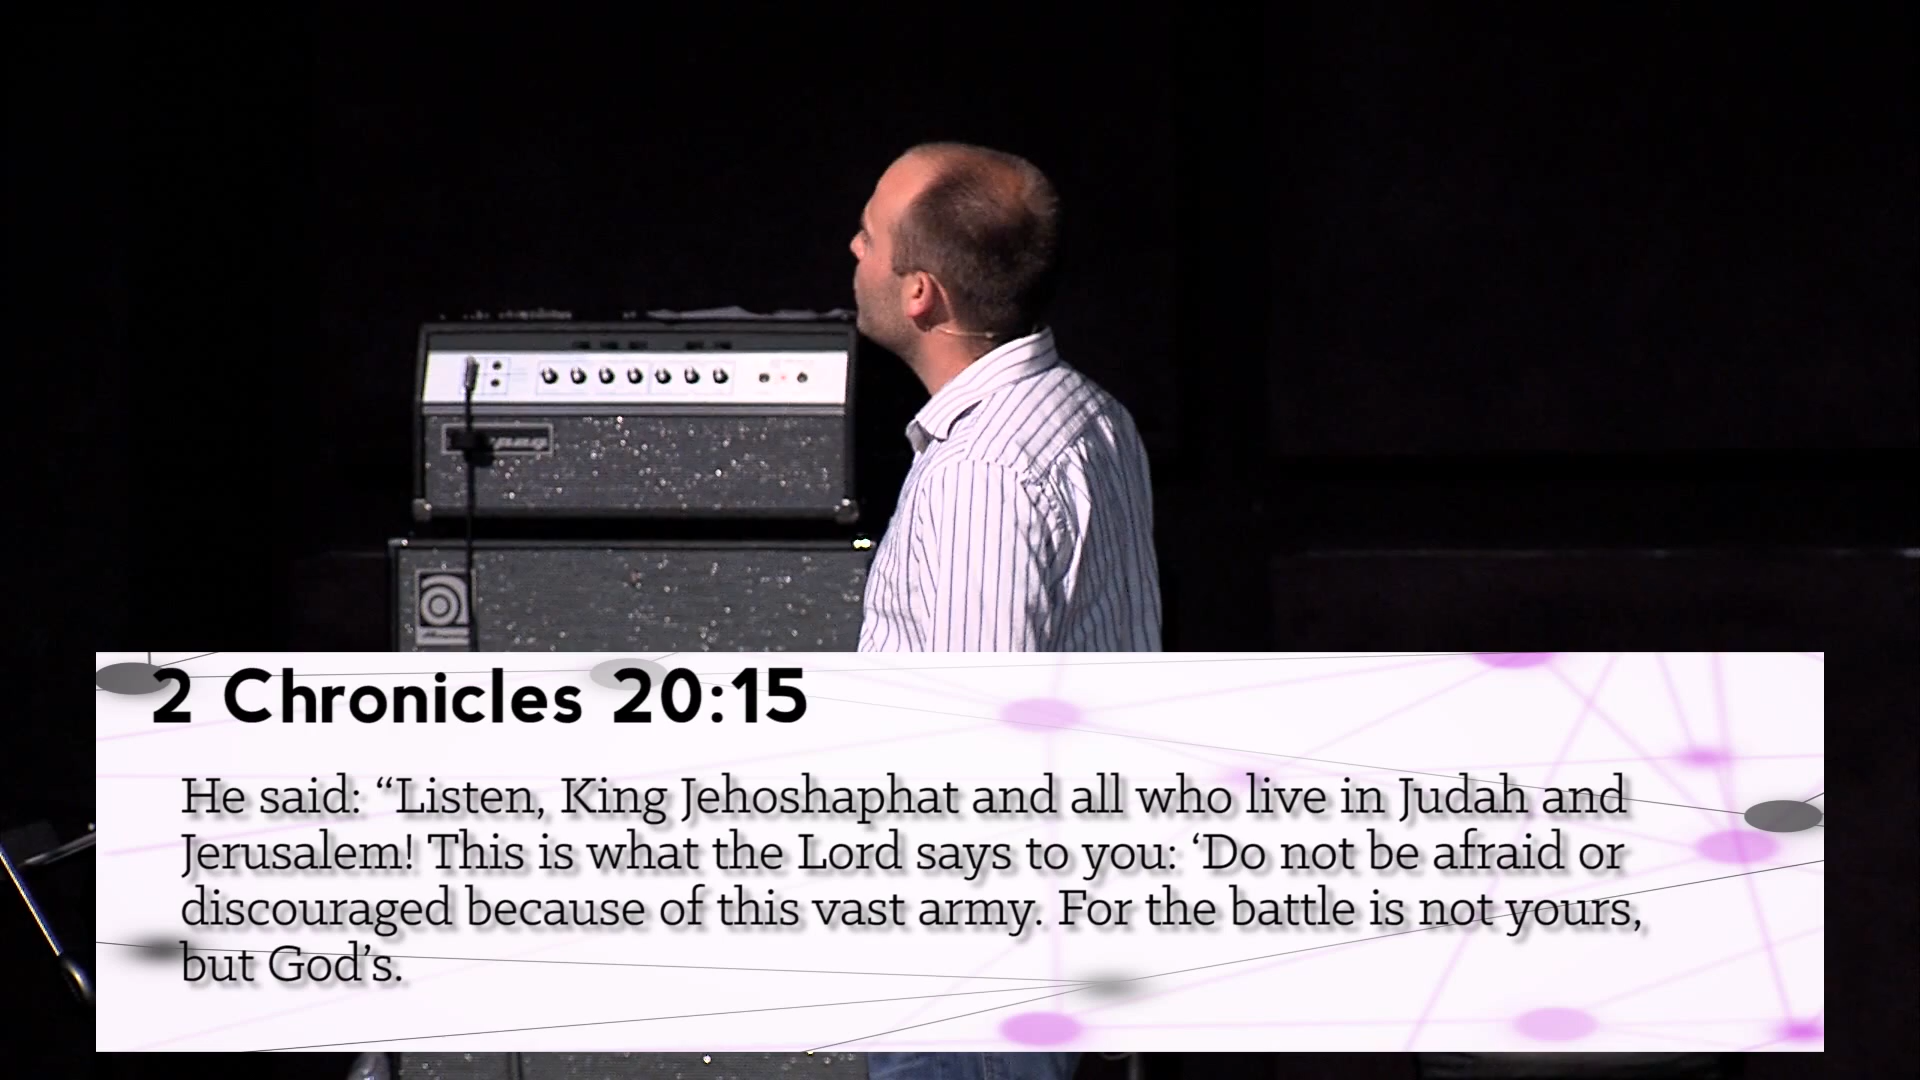 2 Chronicles 20:15
He said: “Listen, King Jehoshaphat and all who live in Judah and
Jerusalem! This is what the Lord says to you: ‘Do not be afraid or
discouraged because of this vast army. For the battle is not yours,
but God’s.